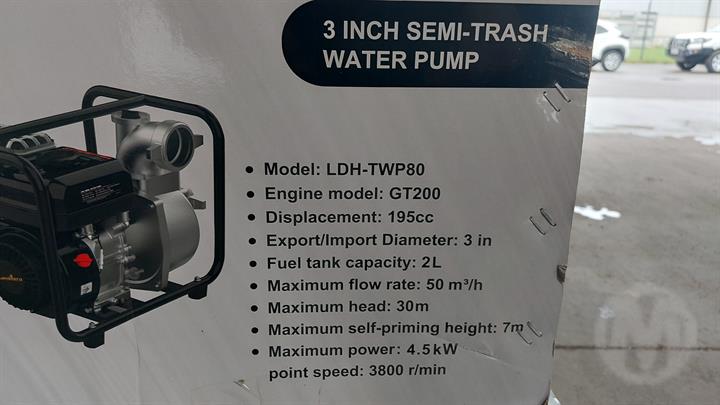 3 INCH SEMI-TRASH
WATER PUMP
• Model: LDH-TWP80
• Engine model: GT200
• Displacement: 195cc
• Export/Import Diameter: 3 in
• Fuel tank capacity: 2L
• Maximum flow rate: 50 m³/h
• Maximum head: 30m
• Maximum self-priming height: 7m
• Maximum power: 4.5kW
point speed: 3800 r/min
M